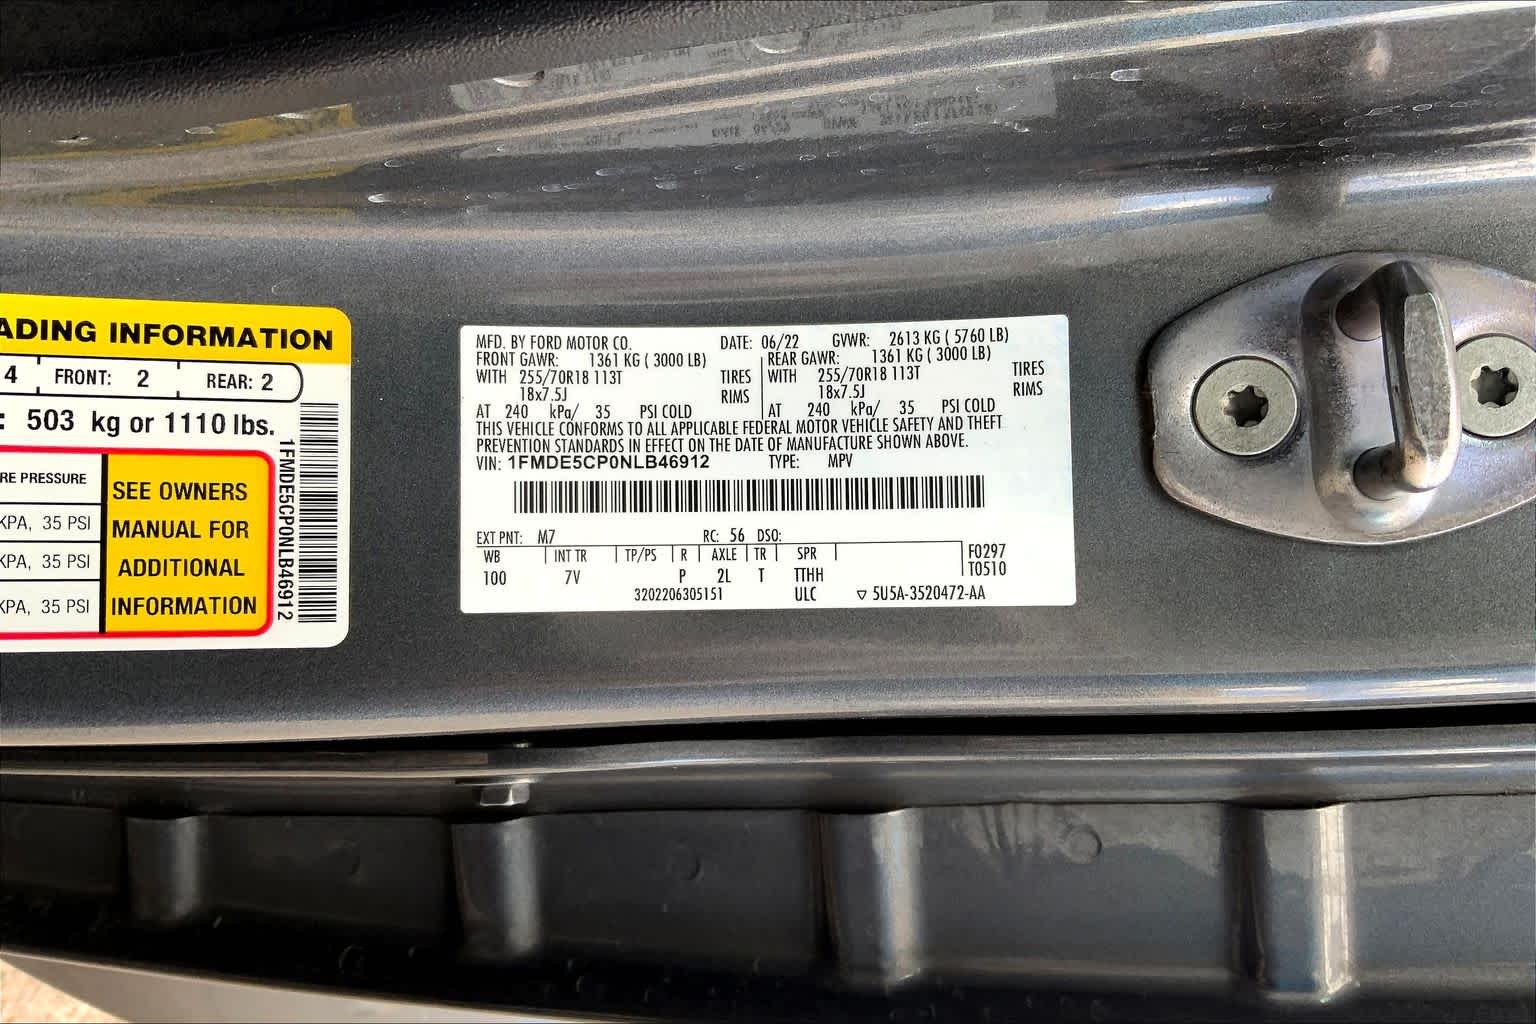 ADING INFORMATION
4 FRONT: 2 REAR: 2
: 503 kg or 1110 lbs.
RE PRESSURE
KPA, 35 PSI
KPA, 35 PSI
KPA, 35 PSI
SEE OWNERS
MANUAL FOR
ADDITIONAL
INFORMATION
1FMDE5CP0NLB46912
MFD. BY FORD MOTOR CO. DATE: 06/22 GVWR: 2613 KG ( 5760 LB)
FRONT GAWR: 1361 KG ( 3000 LB) REAR GAWR: 1361 KG ( 3000 LB)
WITH 255/70R18 113T TIRES WITH 255/70R18 113T TIRES
18x7.5J RIMS 18x7.5J RIMS
AT 240 kPa/ 35 PSI COLD AT 240 kPa/ 35 PSI COLD
THIS VEHICLE CONFORMS TO ALL APPLICABLE FEDERAL MOTOR VEHICLE SAFETY AND THEFT
PREVENTION STANDARDS IN EFFECT ON THE DATE OF MANUFACTURE SHOWN ABOVE.
VIN: 1FMDE5CP0NLB46912 TYPE: MPV
EXT PNT: M7 RC: 56 DSO:
WB INT TR TP/PS R AXLE TR SPR F0297
100 7V P 2L T TTHH T0510
3202206305151 ULC ▽ 5U5A-3520472-AA